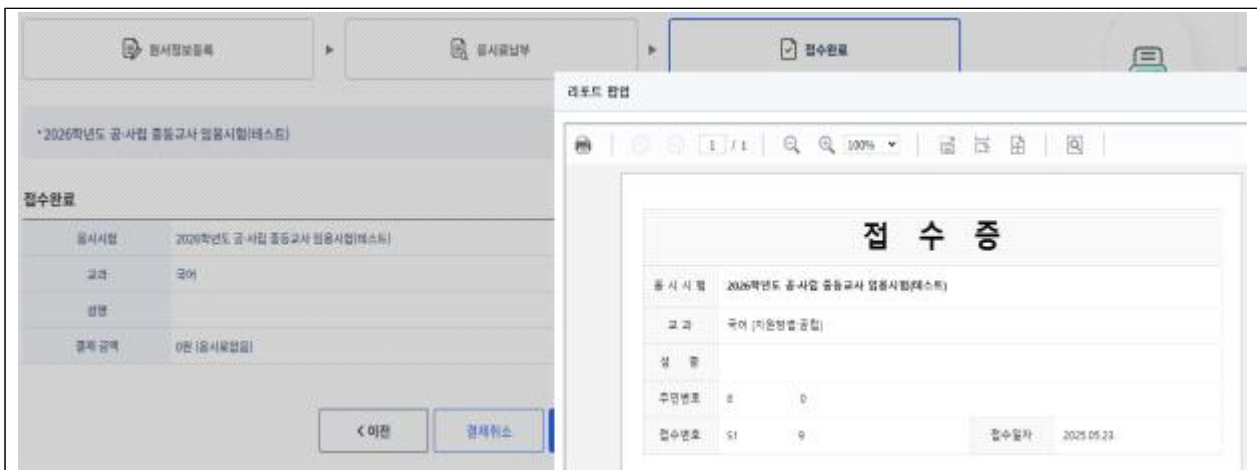 원서정보등록 ▶ 응시료납부 ▶ 접수완료
리포트 팝업
* 2026학년도 공·사립 중등교사 임용시험(테스트)
1 / 1 100%
접수완료
응시시험 2026학년도 공·사립 중등교사 임용시험(테스트)
교과 국어
성명
결제 금액 0원 (응시료없음)
< 이전 결제취소
접 수 증
응 시 시 험 2026학년도 공·사립 중등교사 임용시험(테스트)
교 과 국어 [지원방법:공립]
성 명
주민번호 8 0
접수번호 S1 9 접수일자 2025.05.23.